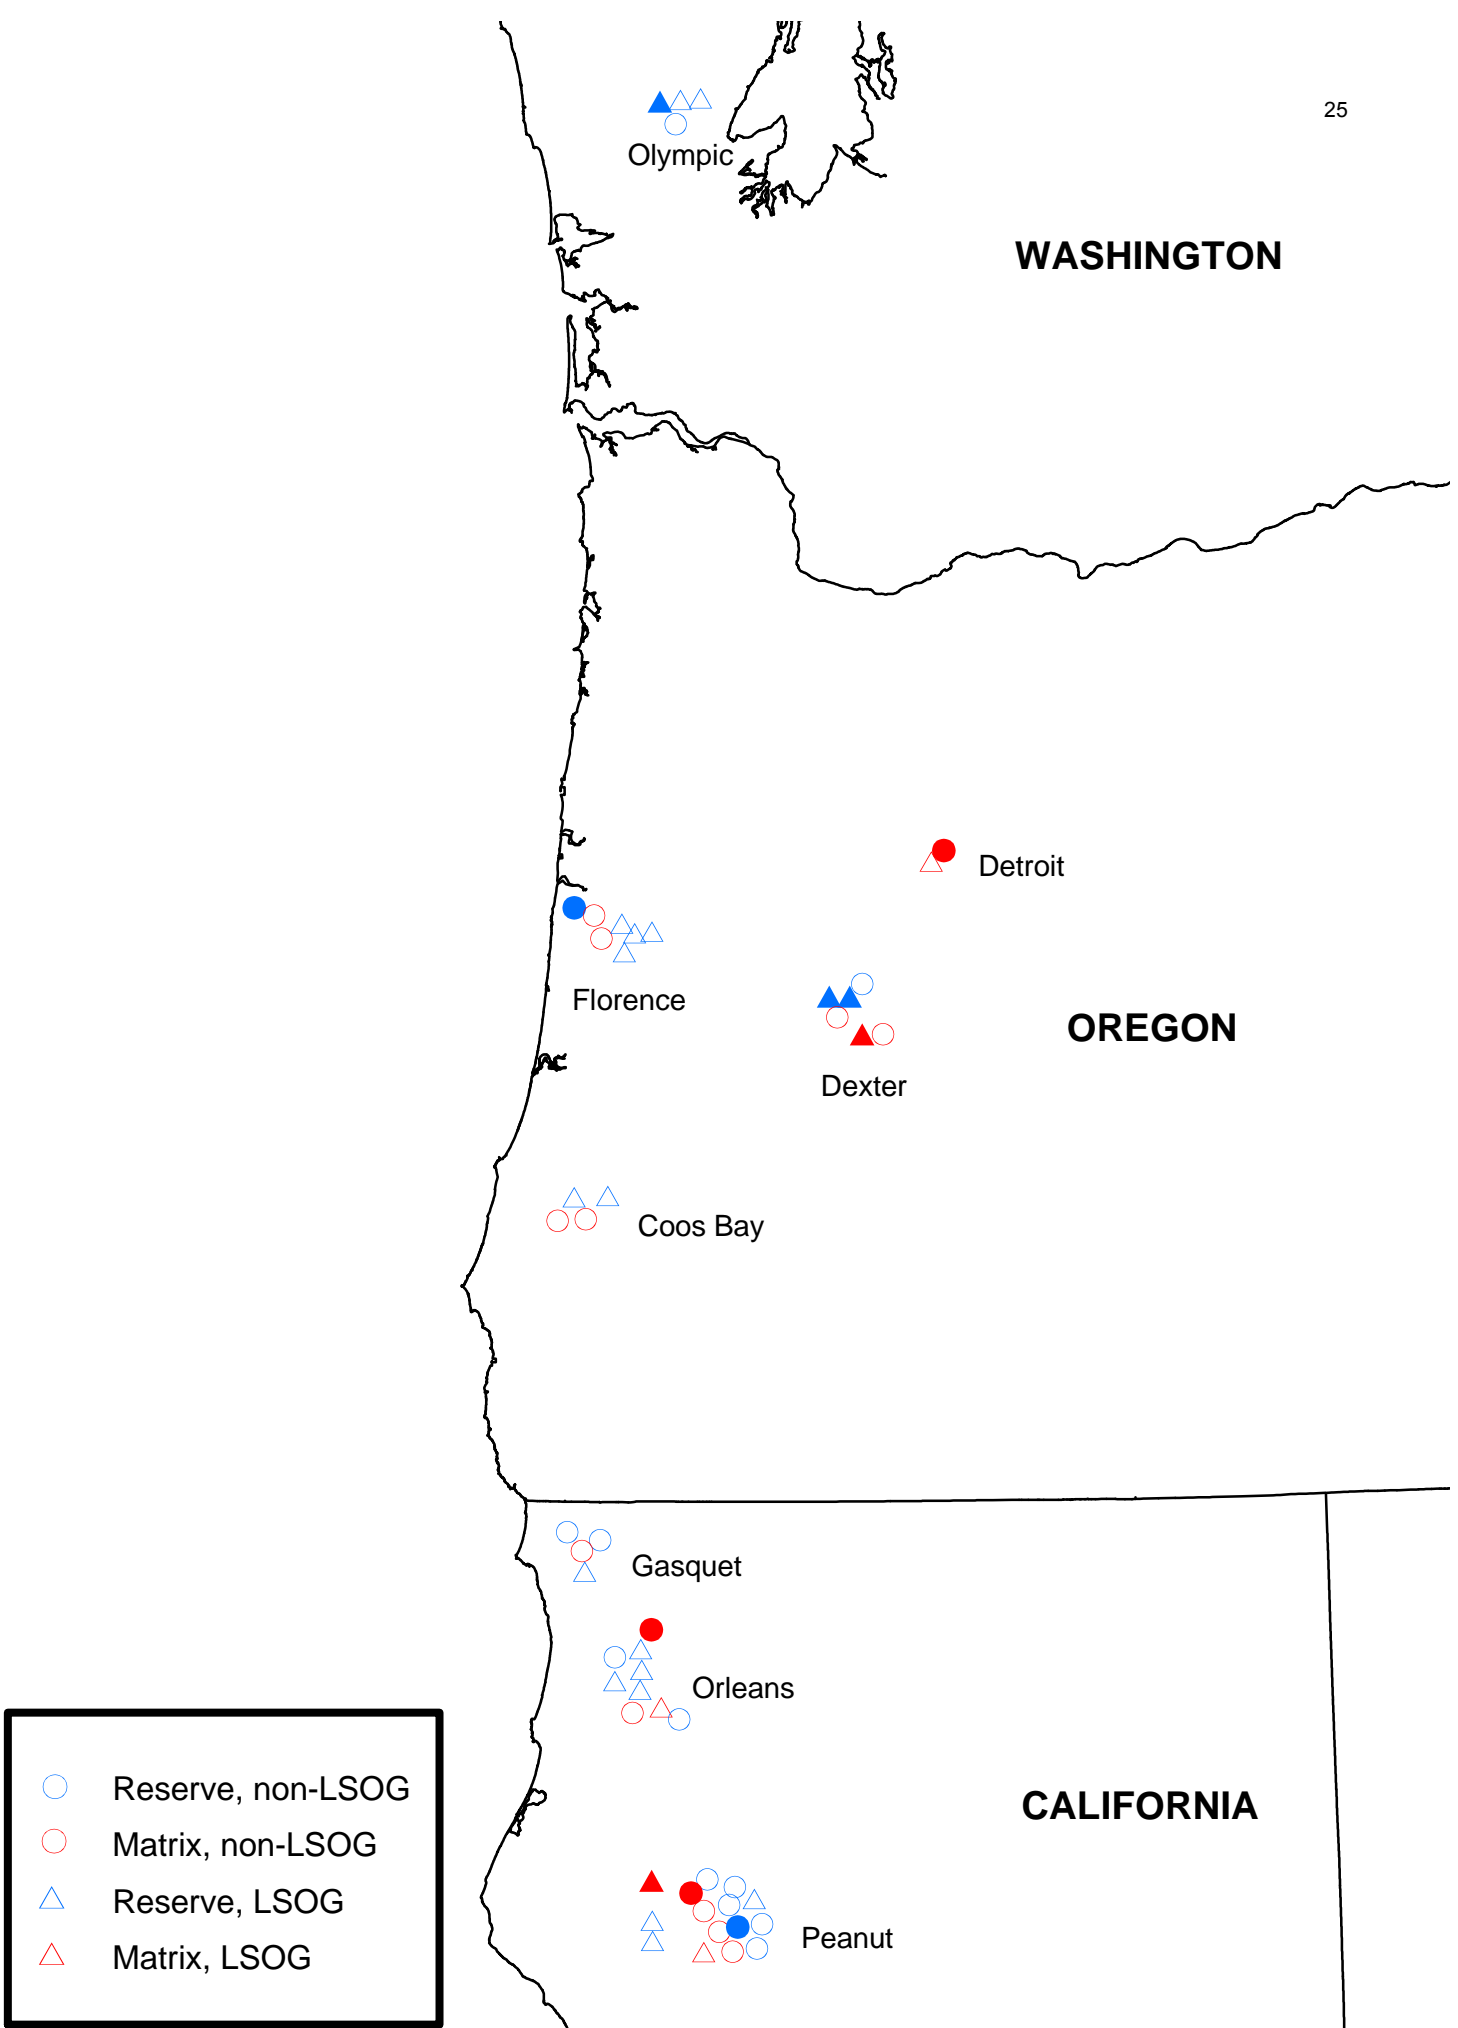 25
Olympic
WASHINGTON
Detroit
Florence
OREGON
Dexter
Coos Bay
Gasquet
Orleans
CALIFORNIA
Peanut
Reserve, non-LSOG
Matrix, non-LSOG
Reserve, LSOG
Matrix, LSOG